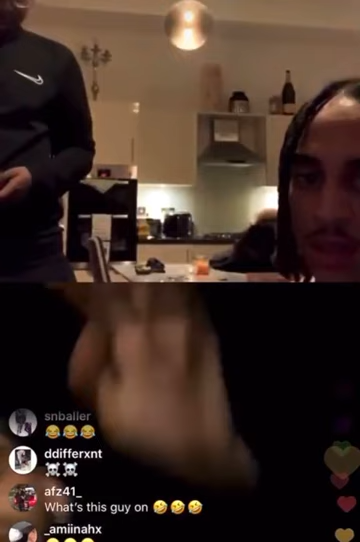 snballer
😂😂😂
ddifferxnt
☠️☠️
afz41_
What's this guy on 🤣🤣🤣
_amiinahx